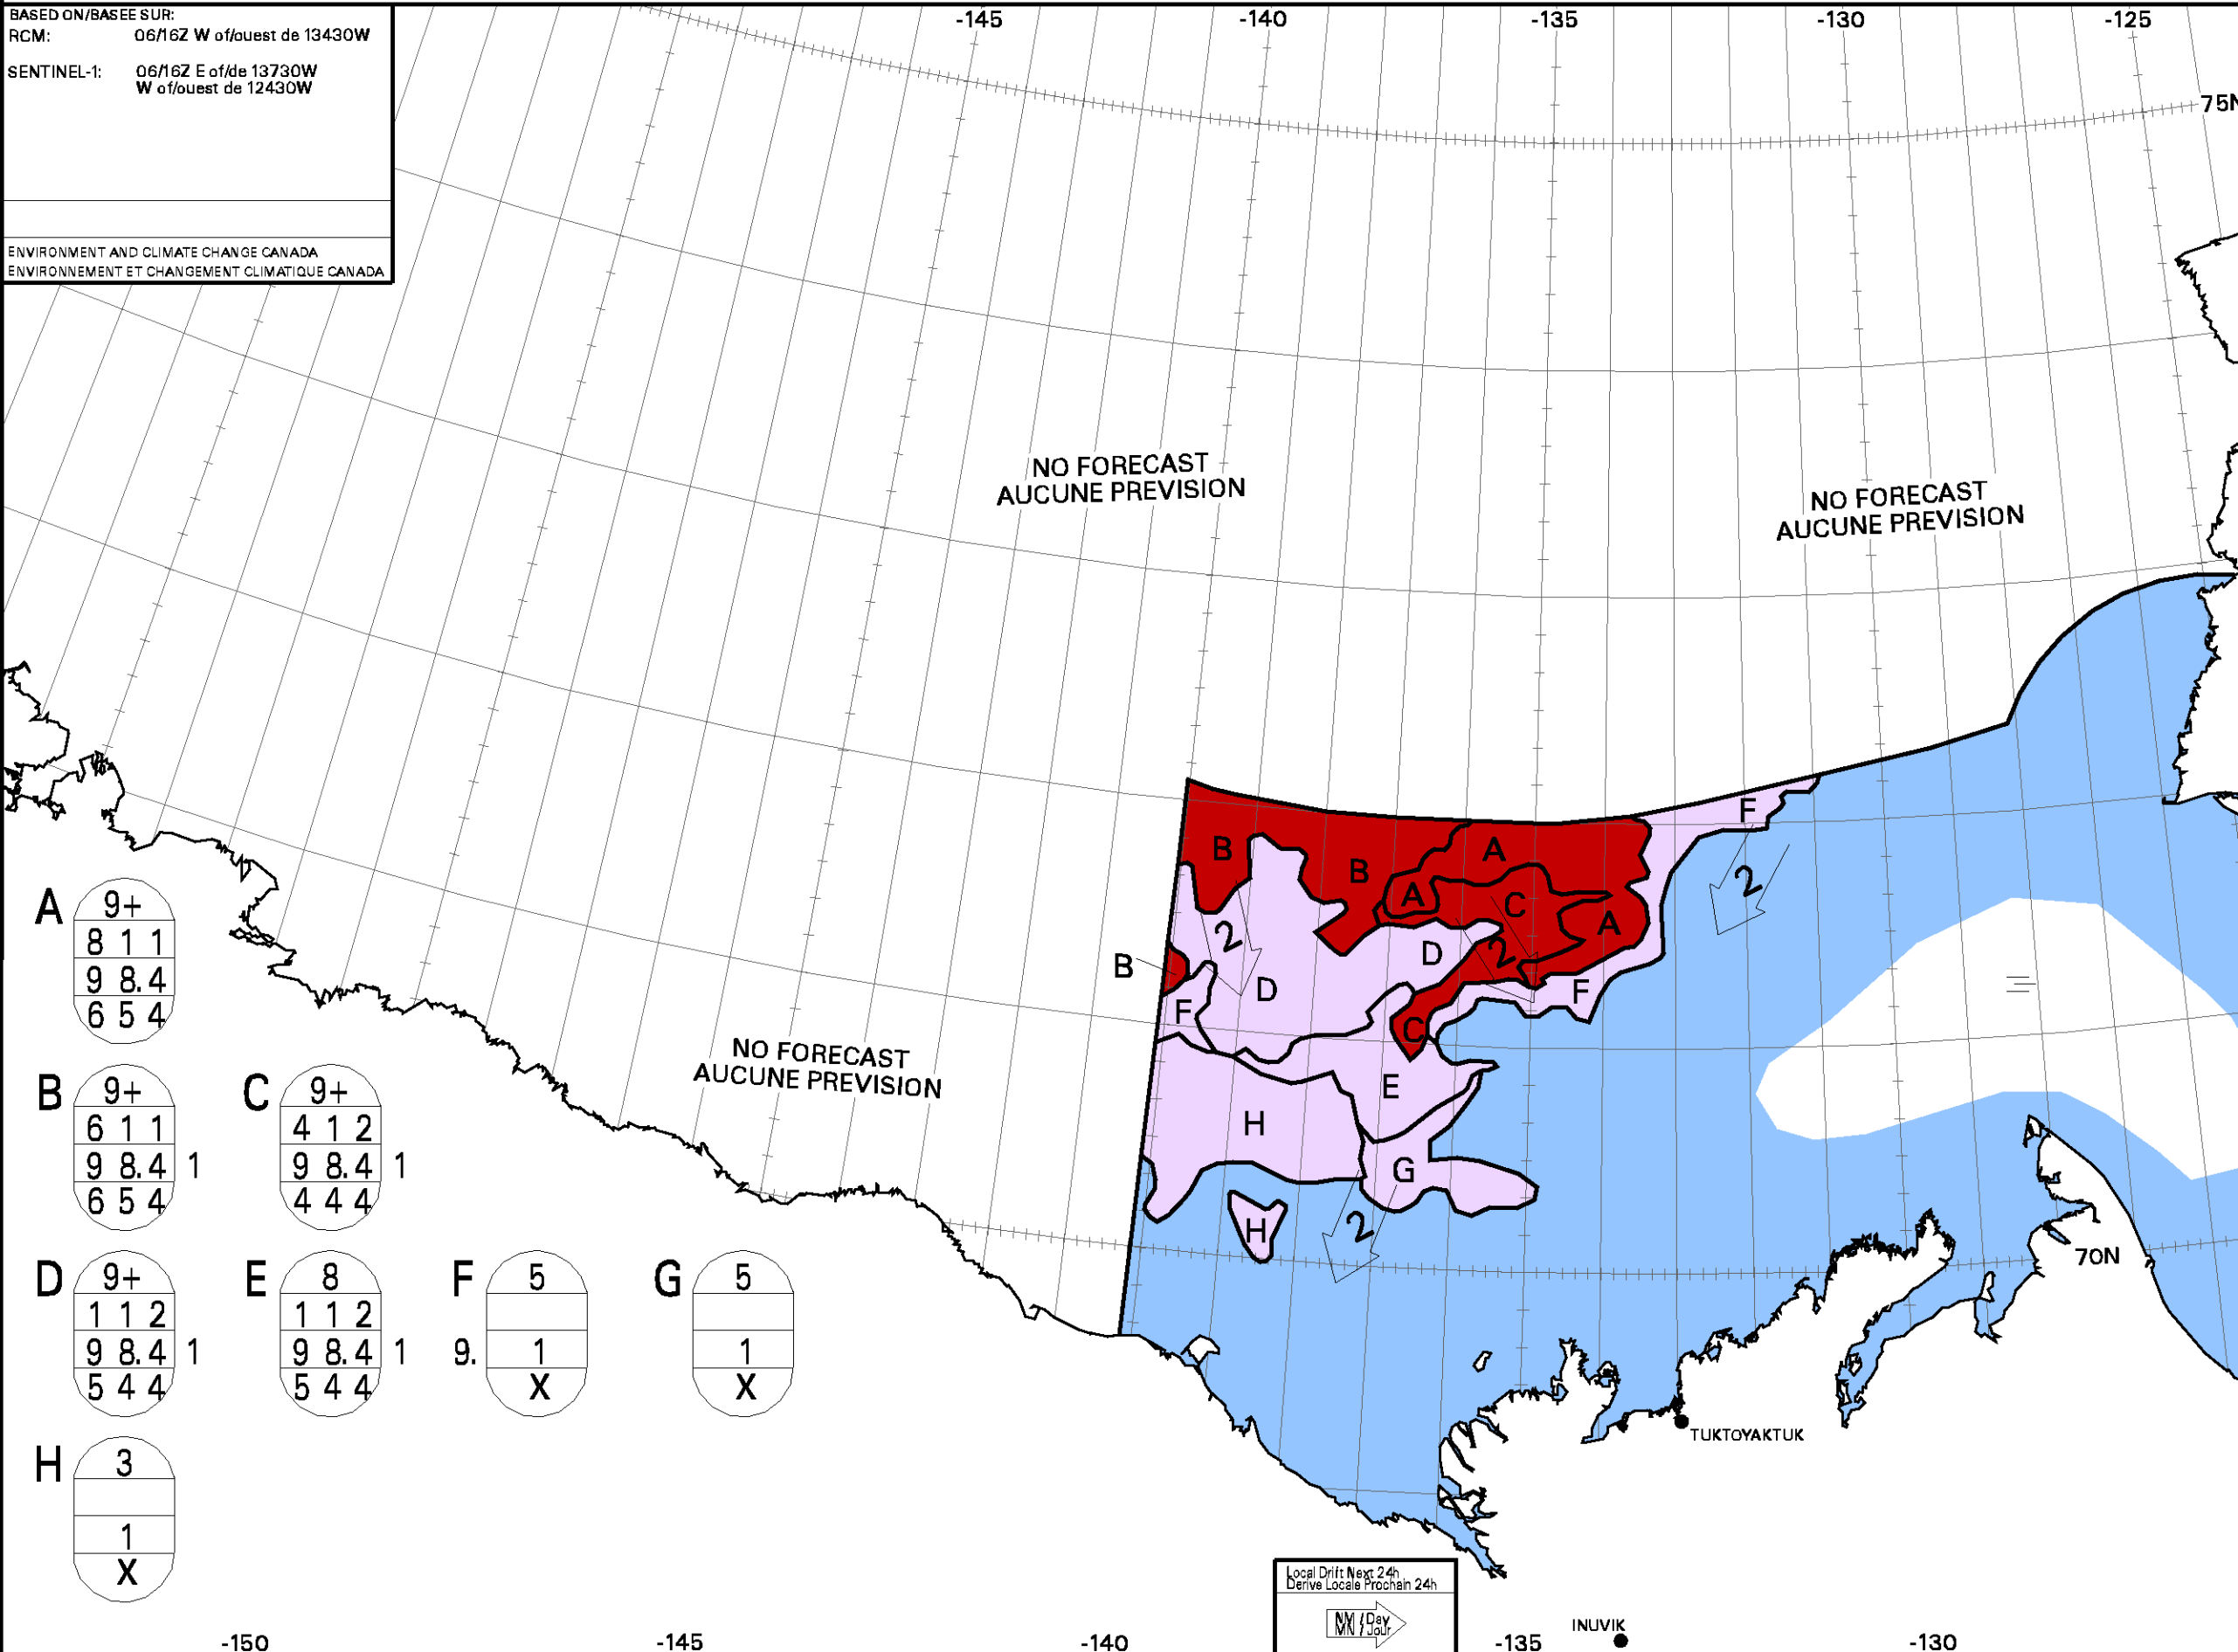 BASED ON/BASEE SUR:
RCM: 06/16Z W of/ouest de 13430W
SENTINEL-1: 06/16Z E of/de 13730W
W of/ouest de 12430W
ENVIRONMENT AND CLIMATE CHANGE CANADA
ENVIRONNEMENT ET CHANGEMENT CLIMATIQUE CANADA
-145 -140 -135 -130 -125
75N
NO FORECAST
AUCUNE PREVISION
NO FORECAST
AUCUNE PREVISION
NO FORECAST
AUCUNE PREVISION
F
B
B
A
A
C
A
2
2
D
2
B
D
F
F
C
E
H
G
H
2
70N
TUKTOYAKTUK
A
9+
8 1 1
9 8. 4
6 5 4
B
9+
6 1 1
9 8. 4 1
6 5 4
C
9+
4 1 2
9 8. 4 1
4 4 4
D
9+
1 1 2
9 8. 4 1
5 4 4
E
8
1 1 2
9 8. 4 1
5 4 4
F
5
9. 1
X
G
5
1
X
H
3
1
X
Local Drift Next 24h
Derive Locale Prochain 24h
NM / Day
MN / Jour
INUVIK
-150 -145 -140 -135 -130